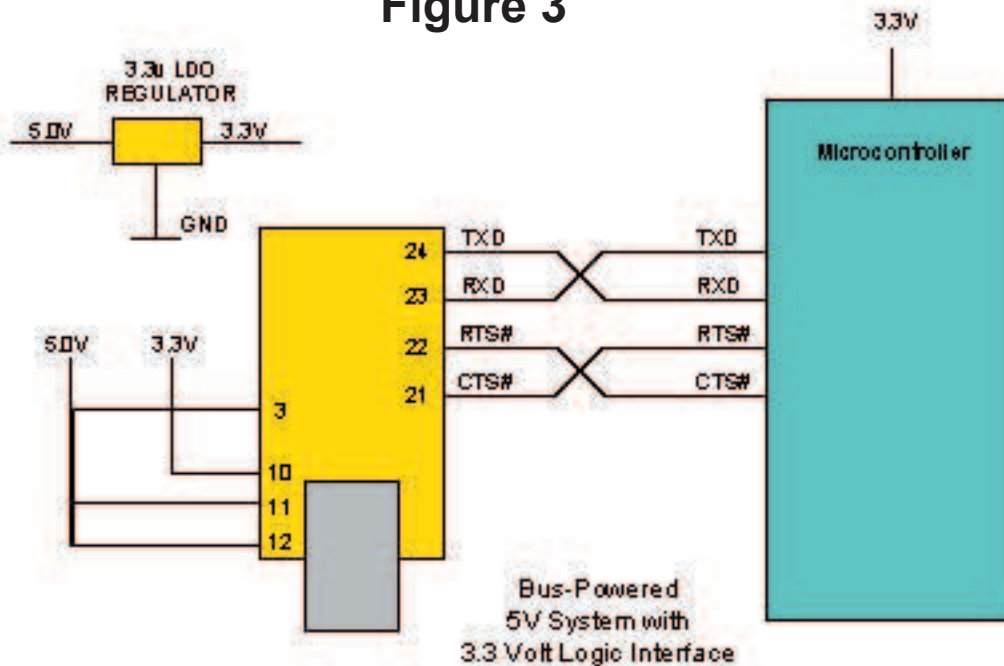 Figure 3
3.3V
3.3u LDO
REGULATOR
5.0V
3.3V
GND
Microcontroller
24
TXD
TXD
23
RXD
RXD
22
RTS#
RTS#
21
CTS#
CTS#
5.0V
3.3V
3
10
11
12
Bus-Powered
5V System with
3.3 Volt Logic Interface